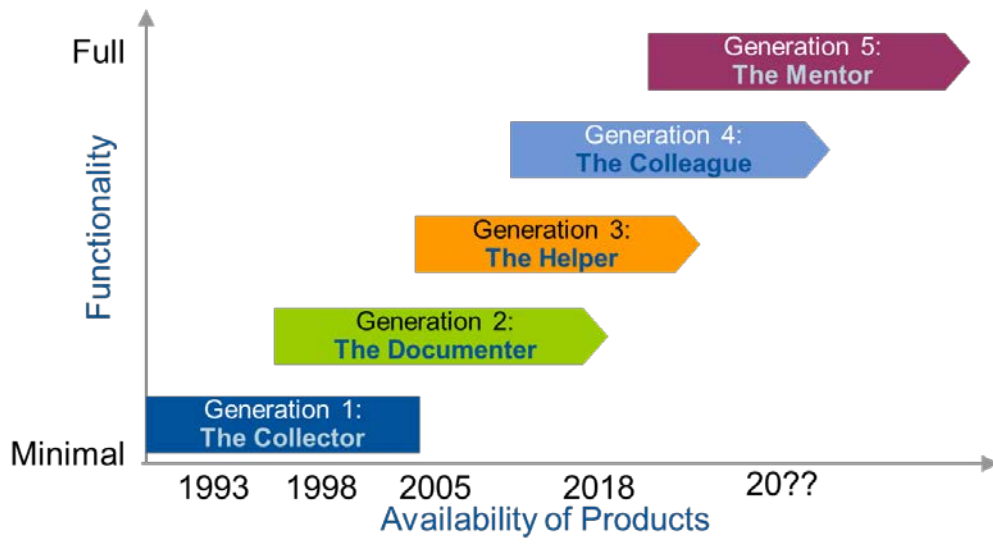 Full
Generation 5:
The Mentor
Generation 4:
The Colleague
Functionality
Generation 3:
The Helper
Generation 2:
The Documenter
Generation 1:
The Collector
Minimal
1993 1998 2005 2018 20??
Availability of Products